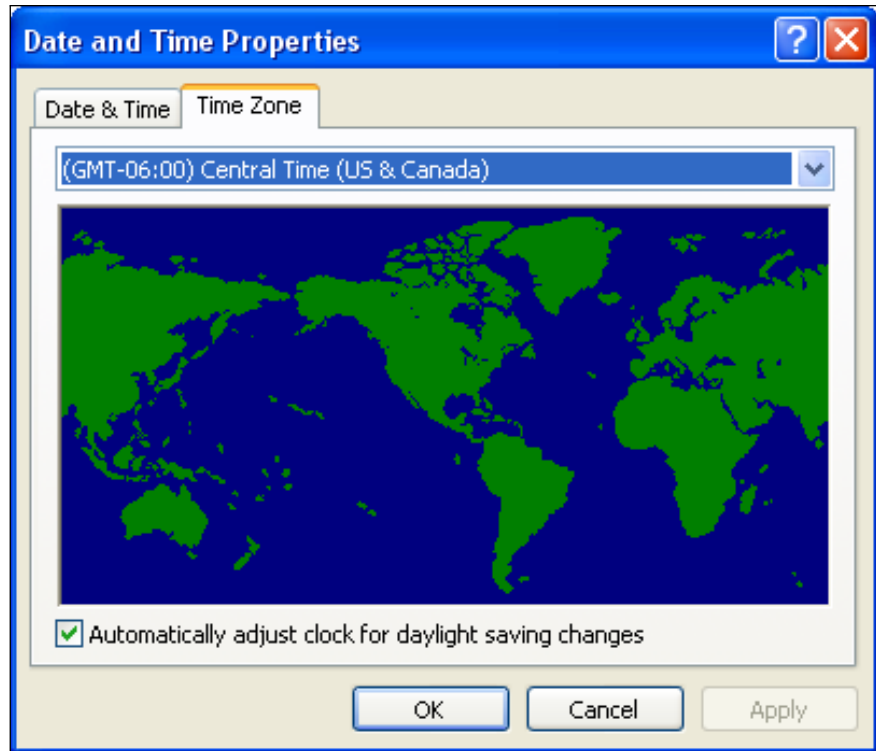 Date and Time Properties
Date & Time
Time Zone
(GMT-06:00) Central Time (US & Canada)
Automatically adjust clock for daylight saving changes
OK
Cancel
Apply